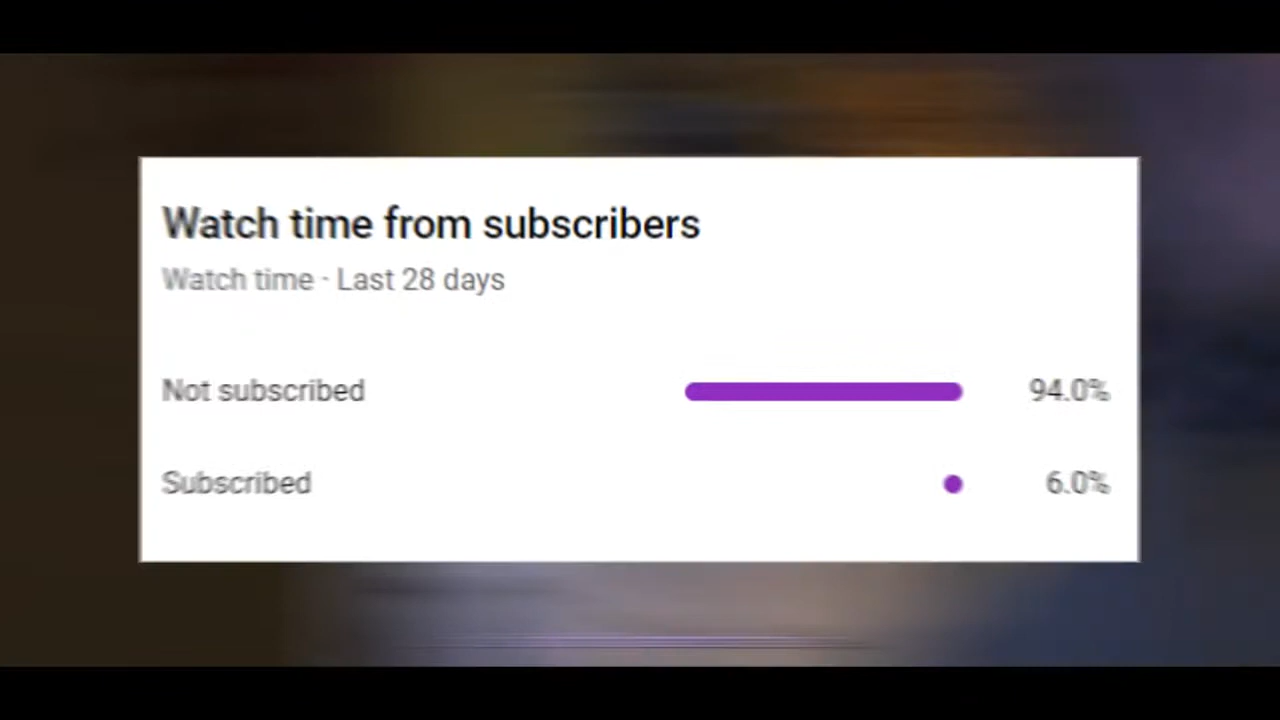 Watch time from subscribers
Watch time · Last 28 days
Not subscribed 94.0%
Subscribed 6.0%